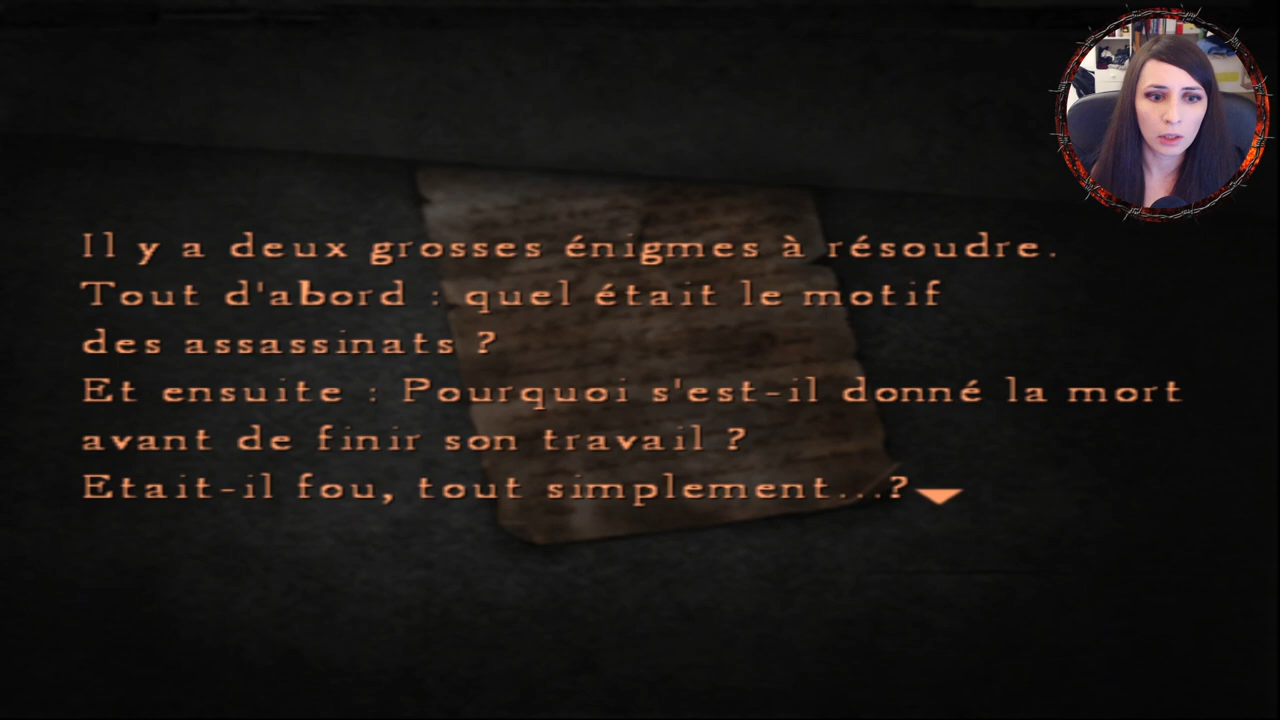 Il y a deux grosses énigmes à résoudre.
Tout d'abord : quel était le motif
des assassinats ?
Et ensuite : Pourquoi s'est-il donné la mort
avant de finir son travail ?
Etait-il fou, tout simplement...?